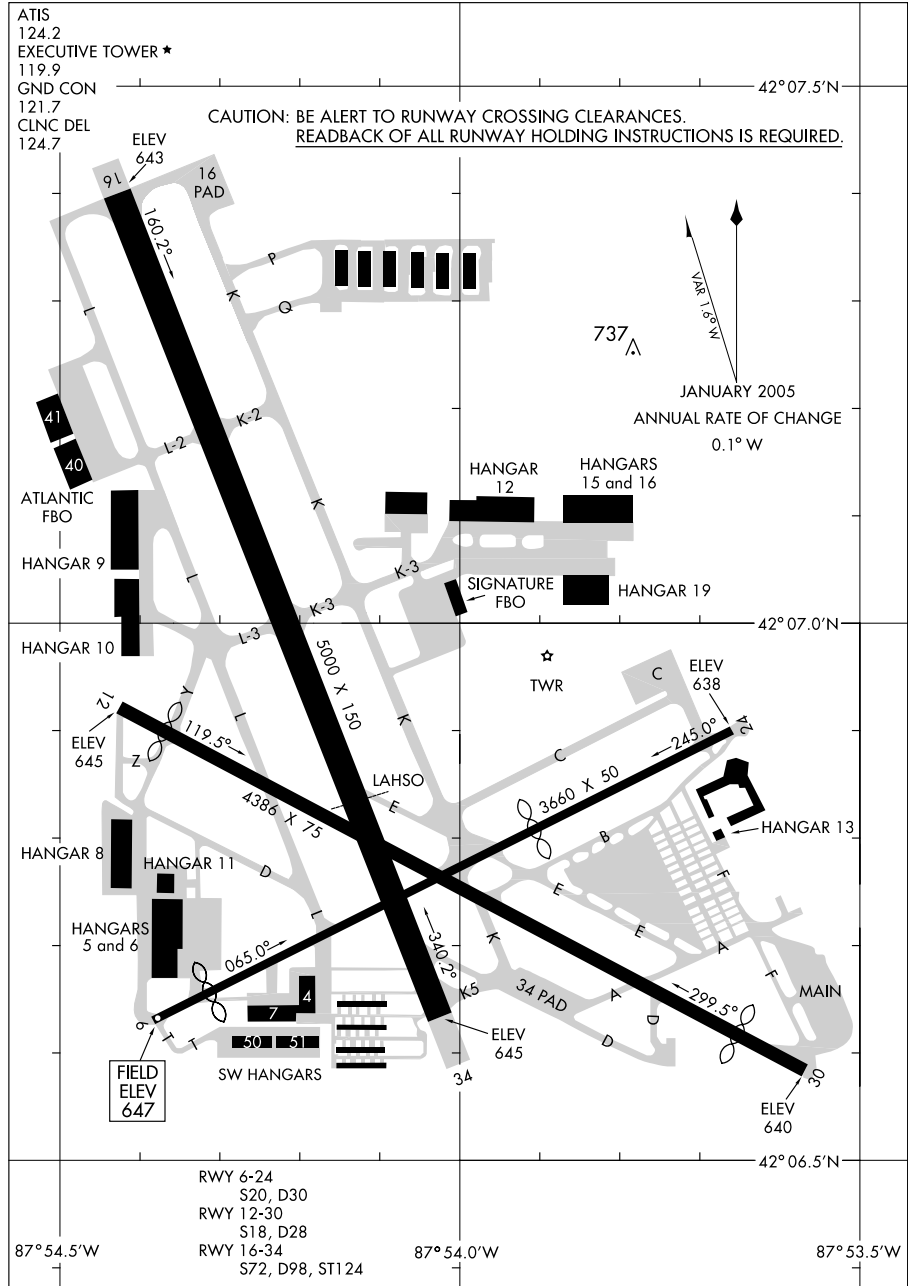 ATIS
124.2
EXECUTIVE TOWER ★
119.9
GND CON
121.7
CLNC DEL
124.7
42°07.5'N
CAUTION: BE ALERT TO RUNWAY CROSSING CLEARANCES.
READBACK OF ALL RUNWAY HOLDING INSTRUCTIONS IS REQUIRED.
ELEV
643
16
16
PAD
160.2°
P
K
Q
L
VAR 1.6° W
737
JANUARY 2005
ANNUAL RATE OF CHANGE
0.1° W
41
K-2
L-2
40
ATLANTIC
FBO
HANGAR
12
HANGARS
15 and 16
K
HANGAR 9
L
K-3
SIGNATURE
FBO
HANGAR 19
K-3
L-3
42°07.0'N
HANGAR 10
5000 X 150
TWR
C
ELEV
638
12
Y
L
K
24
ELEV
645
Z
119.5°
245.0°
C
LAHSO
3660 X 50
4386 X 75
E
B
HANGAR 13
HANGAR 8
HANGAR 11
D
F
E
L
HANGARS
5 and 6
065.0°
340.2°
K
E
A
F
K5
34 PAD
A
299.5°
MAIN
4
7
D
D
6
T
T
50
51
ELEV
645
SW HANGARS
34
30
FIELD
ELEV
647
ELEV
640
42°06.5'N
RWY 6-24
S20, D30
RWY 12-30
S18, D28
RWY 16-34
S72, D98, ST124
87°54.5'W
87°54.0'W
87°53.5'W